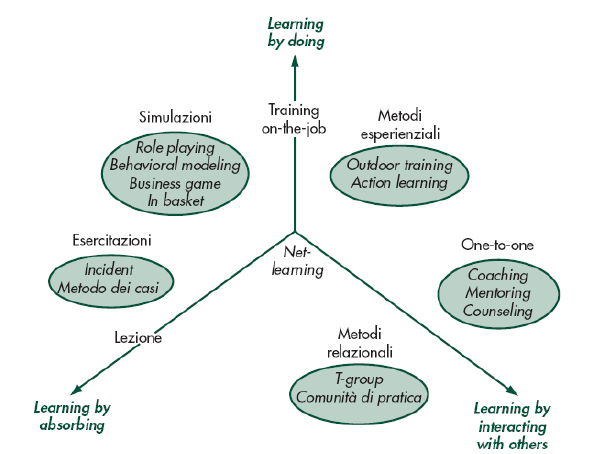 Learning
by doing
Simulazioni
Role playing
Behavioral modeling
Business game
In basket
Training
on-the-job
Metodi
esperienziali
Outdoor training
Action learning
Esercitazioni
Incident
Metodo dei casi
Net-
learning
One-to-one
Coaching
Mentoring
Counseling
Lezione
Metodi
relazionali
T-group
Comunità di pratica
Learning by
absorbing
Learning by
interacting
with others